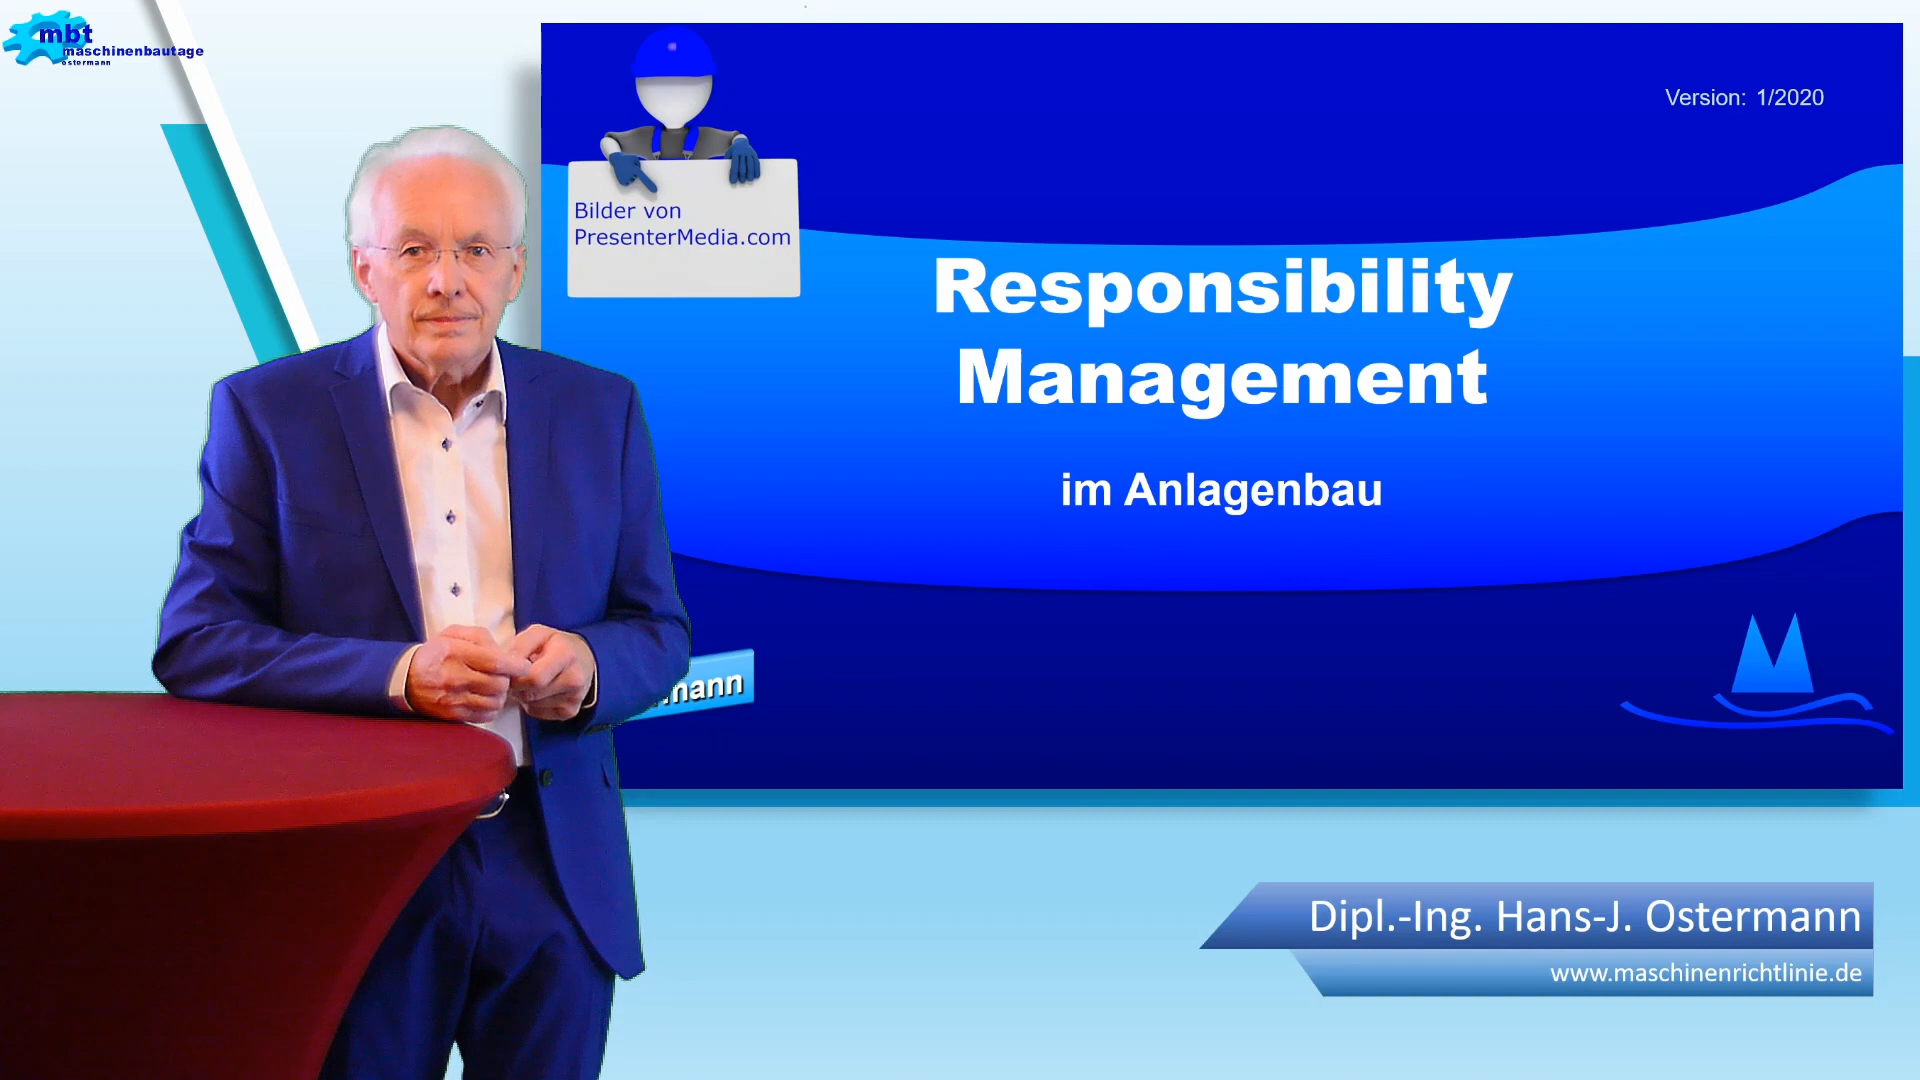 mbt
maschinenbautage
ostermann
Version: 1/2020
Bilder von
PresenterMedia.com
Responsibility
Management
im Anlagenbau
mann
Dipl.-Ing. Hans-J. Ostermann
www.maschinenrichtlinie.de